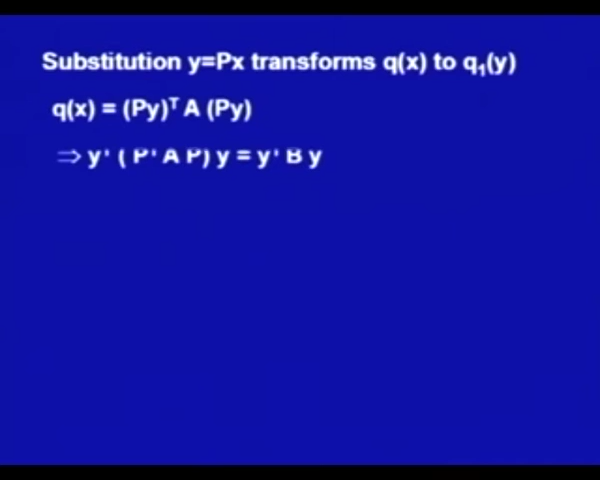 Substitution y=Px transforms q(x) to q₁(y)
q(x) = (Py)ᵀ A (Py)
⇒ y' ( P' A P) y = y' B y